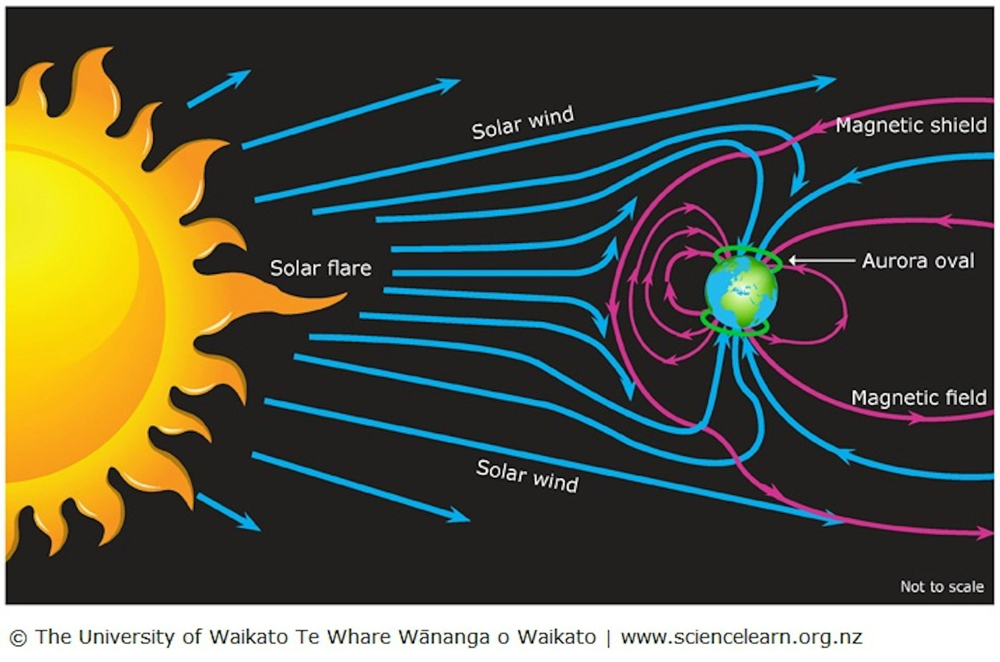 Solar wind
Magnetic shield
Solar flare
Aurora oval
Magnetic field
Solar wind
Not to scale
© The University of Waikato Te Whare Wānanga o Waikato | www.sciencelearn.org.nz